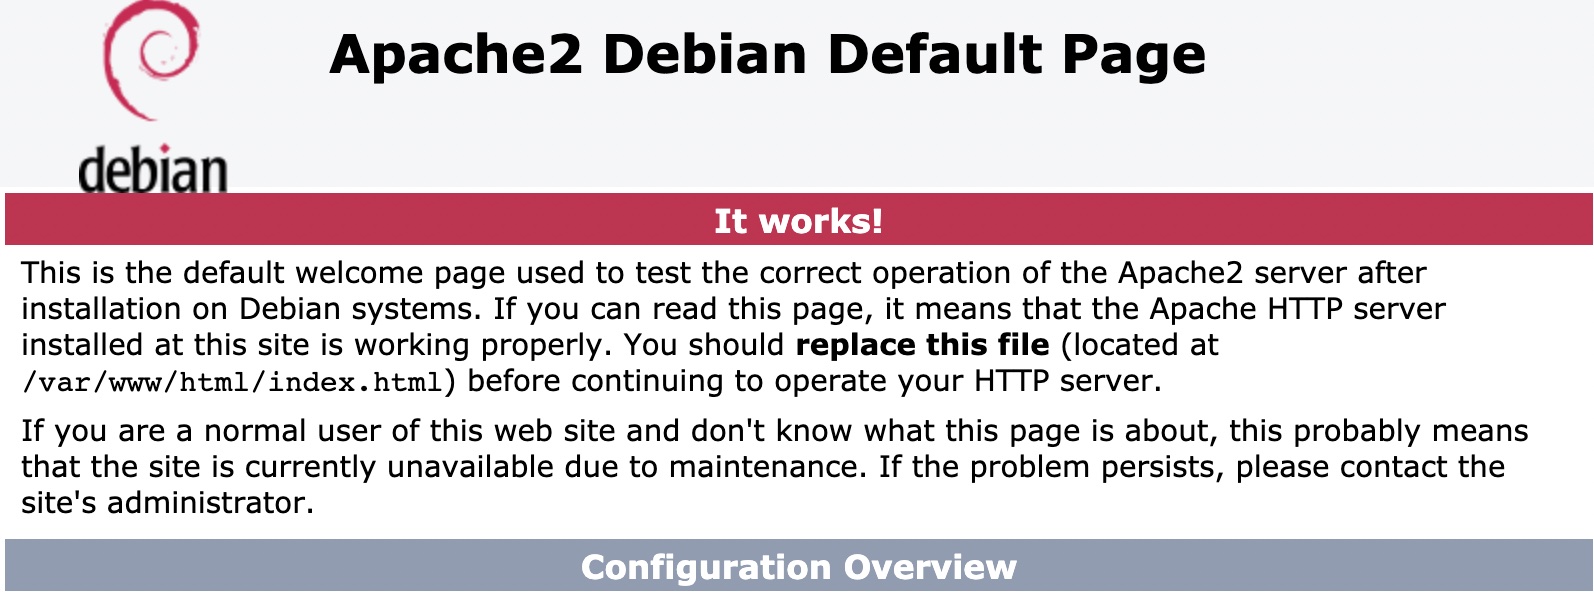 Apache2 Debian Default Page
debian
It works!
This is the default welcome page used to test the correct operation of the Apache2 server after
installation on Debian systems. If you can read this page, it means that the Apache HTTP server
installed at this site is working properly. You should replace this file (located at
/var/www/html/index.html) before continuing to operate your HTTP server.
If you are a normal user of this web site and don't know what this page is about, this probably means
that the site is currently unavailable due to maintenance. If the problem persists, please contact the
site's administrator.
Configuration Overview